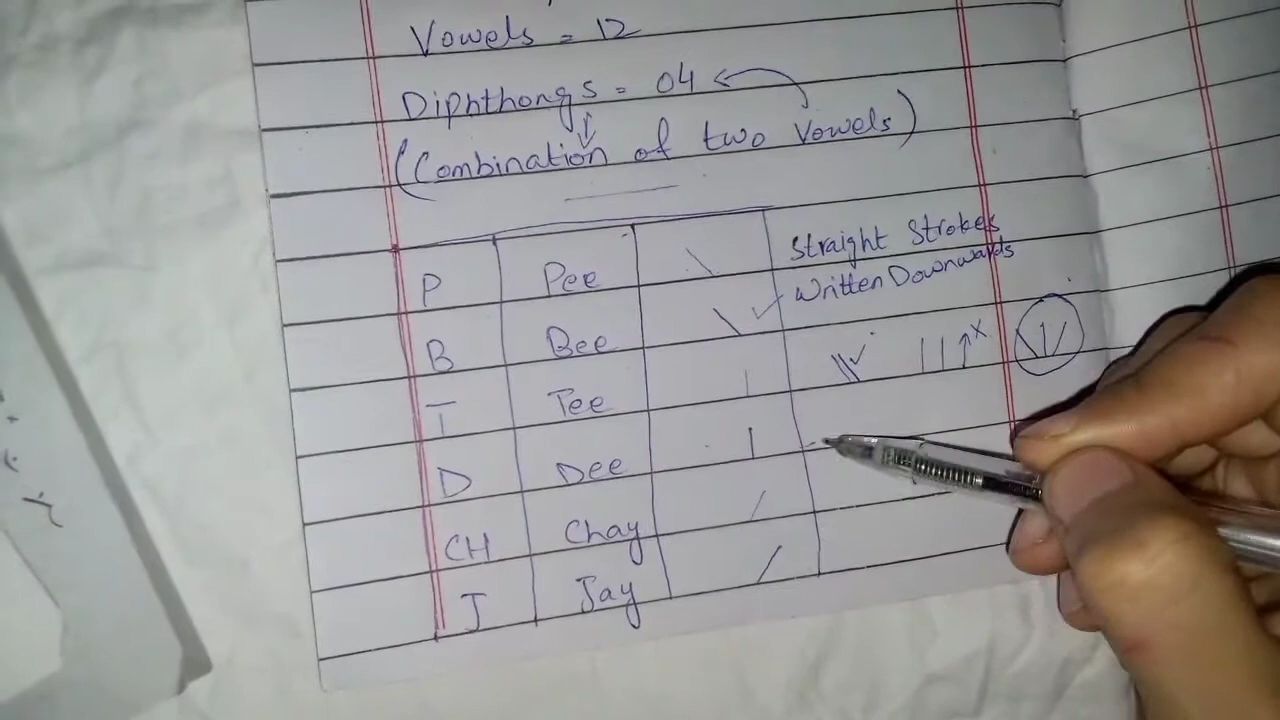 Vowels = 12
Diphthongs = 04
(Combination of two vowels)
P Pee \ Straight Strokes
Written Downwards
B Bee \
T Tee |
D Dee |
CH Chay /
J Jay /